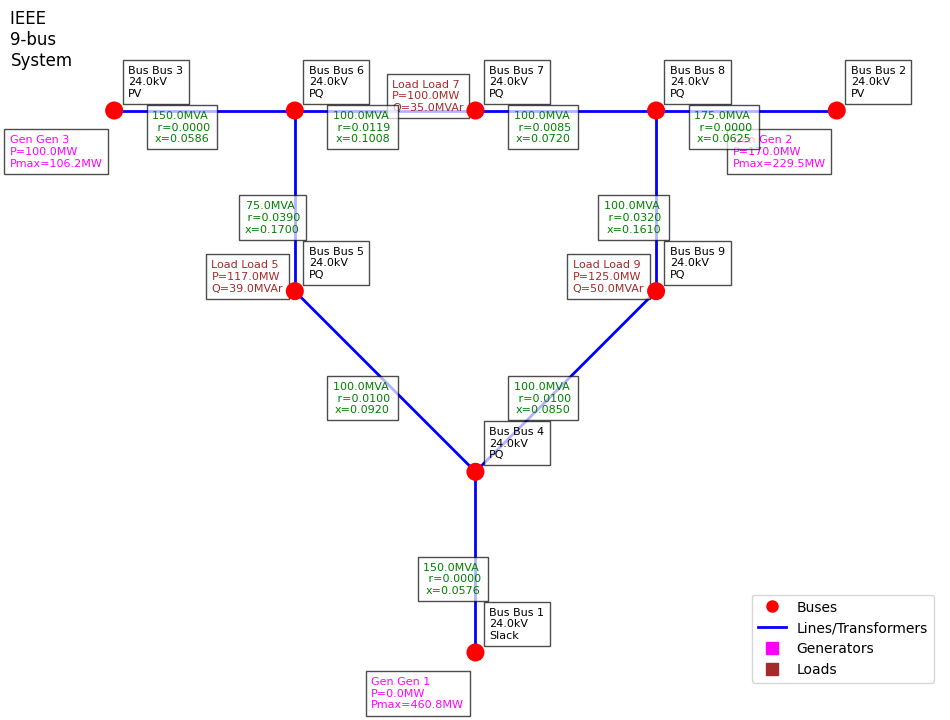 IEEE
9-bus
System
Bus Bus 3
24.0kV
PV
Bus Bus 6
24.0kV
PQ
Load Load 7
P=100.0MW
Q=35.0MVAr
Bus Bus 7
24.0kV
PQ
Bus Bus 8
24.0kV
PQ
Bus Bus 2
24.0kV
PV
Gen Gen 3
P=100.0MW
Pmax=106.2MW
150.0MVA
r=0.0000
x=0.0586
100.0MVA
r=0.0119
x=0.1008
100.0MVA
r=0.0085
x=0.0720
175.0MVA
r=0.0000
x=0.0625
Gen 2
P=170.0MW
Pmax=229.5MW
75.0MVA
r=0.0390
x=0.1700
100.0MVA
r=0.0320
x=0.1610
Load Load 5
P=117.0MW
Q=39.0MVAr
Bus Bus 5
24.0kV
PQ
Load Load 9
P=125.0MW
Q=50.0MVAr
Bus Bus 9
24.0kV
PQ
100.0MVA
r=0.0100
x=0.0920
100.0MVA
r=0.0100
x=0.0850
Bus Bus 4
24.0kV
PQ
150.0MVA
r=0.0000
x=0.0576
Bus Bus 1
24.0kV
Slack
Gen Gen 1
P=0.0MW
Pmax=460.8MW
Buses
Lines/Transformers
Generators
Loads